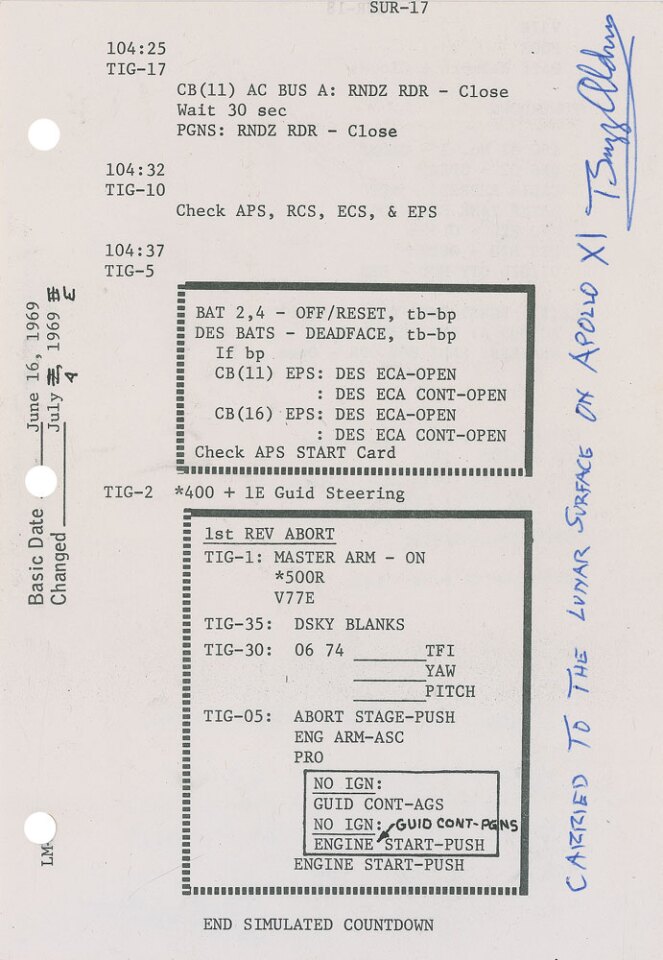 SUR-17
104:25
TIG-17
CB(11) AC BUS A: RNDZ RDR - Close
Wait 30 sec
PGNS: RNDZ RDR - Close
104:32
TIG-10
Check APS, RCS, ECS, & EPS
104:37
TIG-5
BAT 2,4 - OFF/RESET, tb-bp
DES BATS - DEADFACE, tb-bp
If bp
CB(11) EPS: DES ECA-OPEN
: DES ECA CONT-OPEN
CB(16) EPS: DES ECA-OPEN
: DES ECA CONT-OPEN
Check APS START Card
TIG-2 *400 + 1E Guid Steering
1st REV ABORT
TIG-1: MASTER ARM - ON
*500R
V77E
TIG-35: DSKY BLANKS
TIG-30: 06 74 ______TFI
______YAW
______PITCH
TIG-05: ABORT STAGE-PUSH
ENG ARM-ASC
PRO
NO IGN:
GUID CONT-AGS
NO IGN: GUID CONT-PGNS
ENGINE START-PUSH
ENGINE START-PUSH
END SIMULATED COUNTDOWN
Basic Date June 16, 1969
Changed July 4, 1969 E
LM-
CARRIED TO THE LUNAR SURFACE ON APOLLO XI Buzz Aldrin